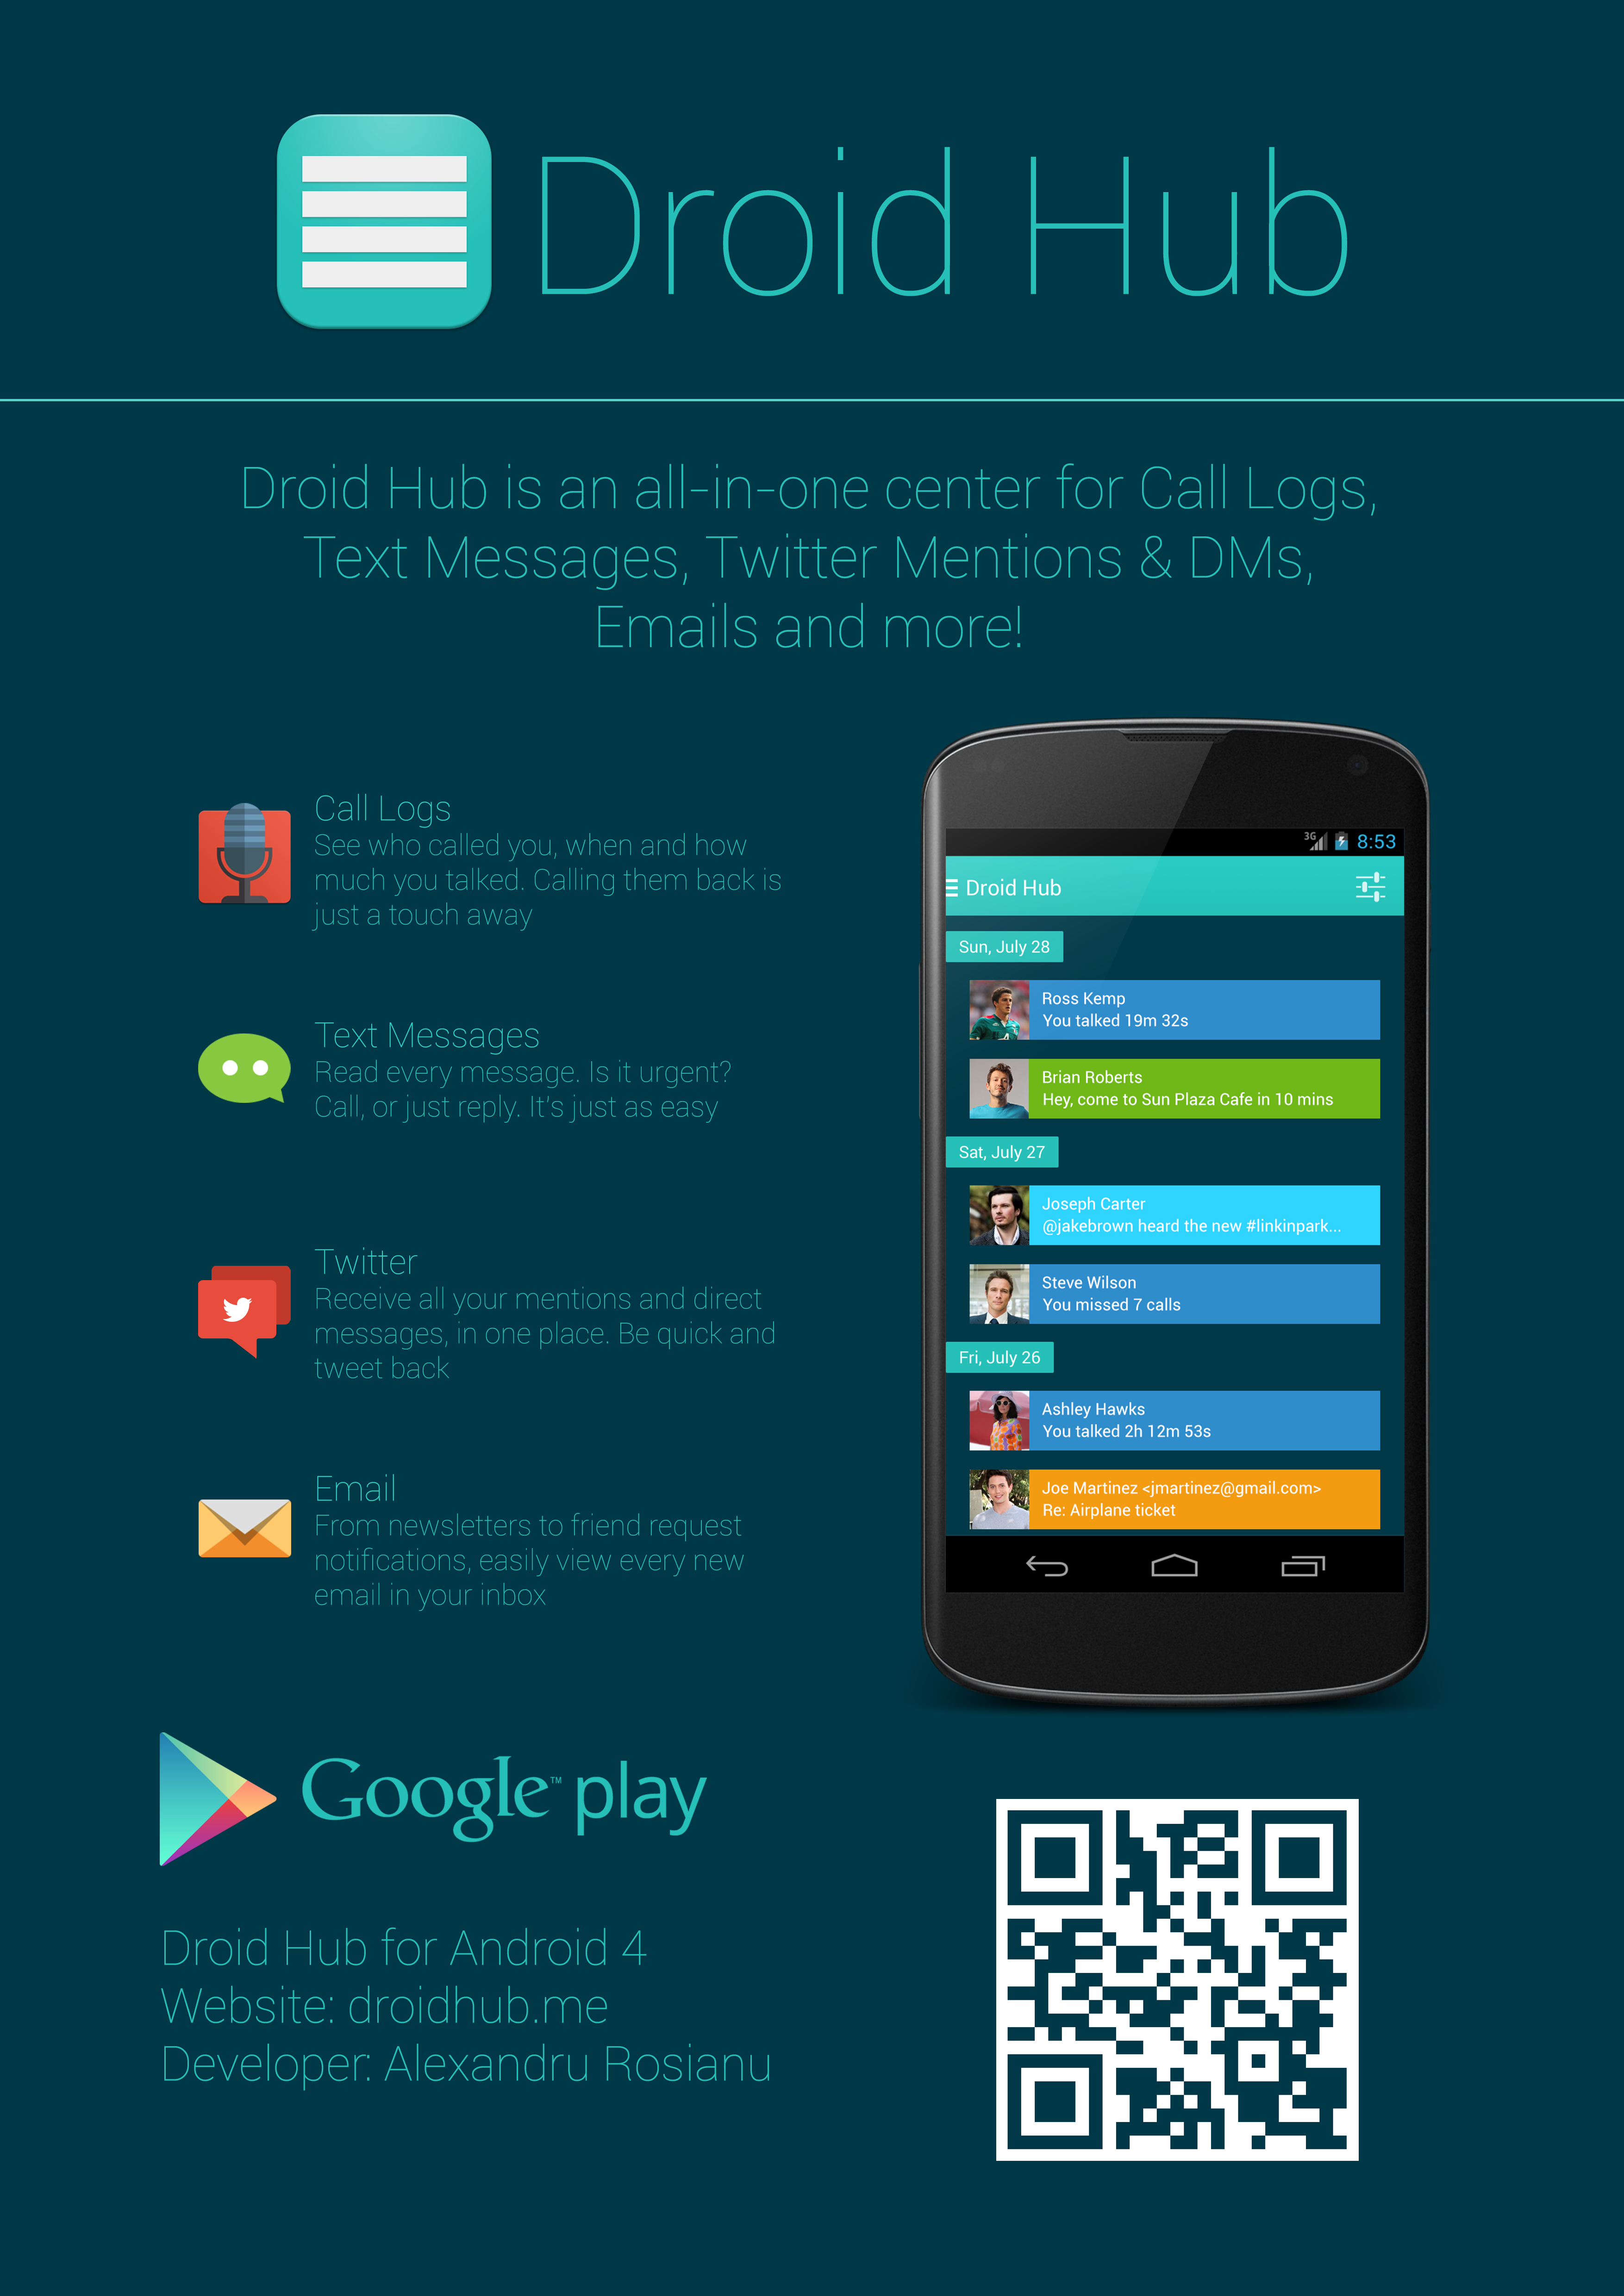 Droid Hub
Droid Hub is an all-in-one center for Call Logs,
Text Messages, Twitter Mentions & DMs,
Emails and more!
Call Logs
See who called you, when and how
much you talked. Calling them back is
just a touch away
Text Messages
Read every message. Is it urgent?
Call, or just reply. It's just as easy
Twitter
Receive all your mentions and direct
messages, in one place. Be quick and
tweet back
Email
From newsletters to friend request
notifications, easily view every new
email in your inbox
3G 8:53
Droid Hub
Sun, July 28
Ross Kemp
You talked 19m 32s
Brian Roberts
Hey, come to Sun Plaza Cafe in 10 mins
Sat, July 27
Joseph Carter
@jakebrown heard the new #linkinpark...
Steve Wilson
You missed 7 calls
Fri, July 26
Ashley Hawks
You talked 2h 12m 53s
Joe Martinez <jmartinez@gmail.com>
Re: Airplane ticket
Google™ play
Droid Hub for Android 4
Website: droidhub.me
Developer: Alexandru Rosianu